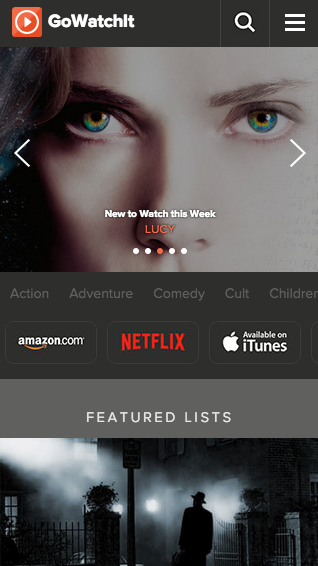 GoWatchIt
New to Watch this Week
LUCY
Action Adventure Comedy Cult Children
amazon.com NETFLIX Available on iTunes
FEATURED LISTS